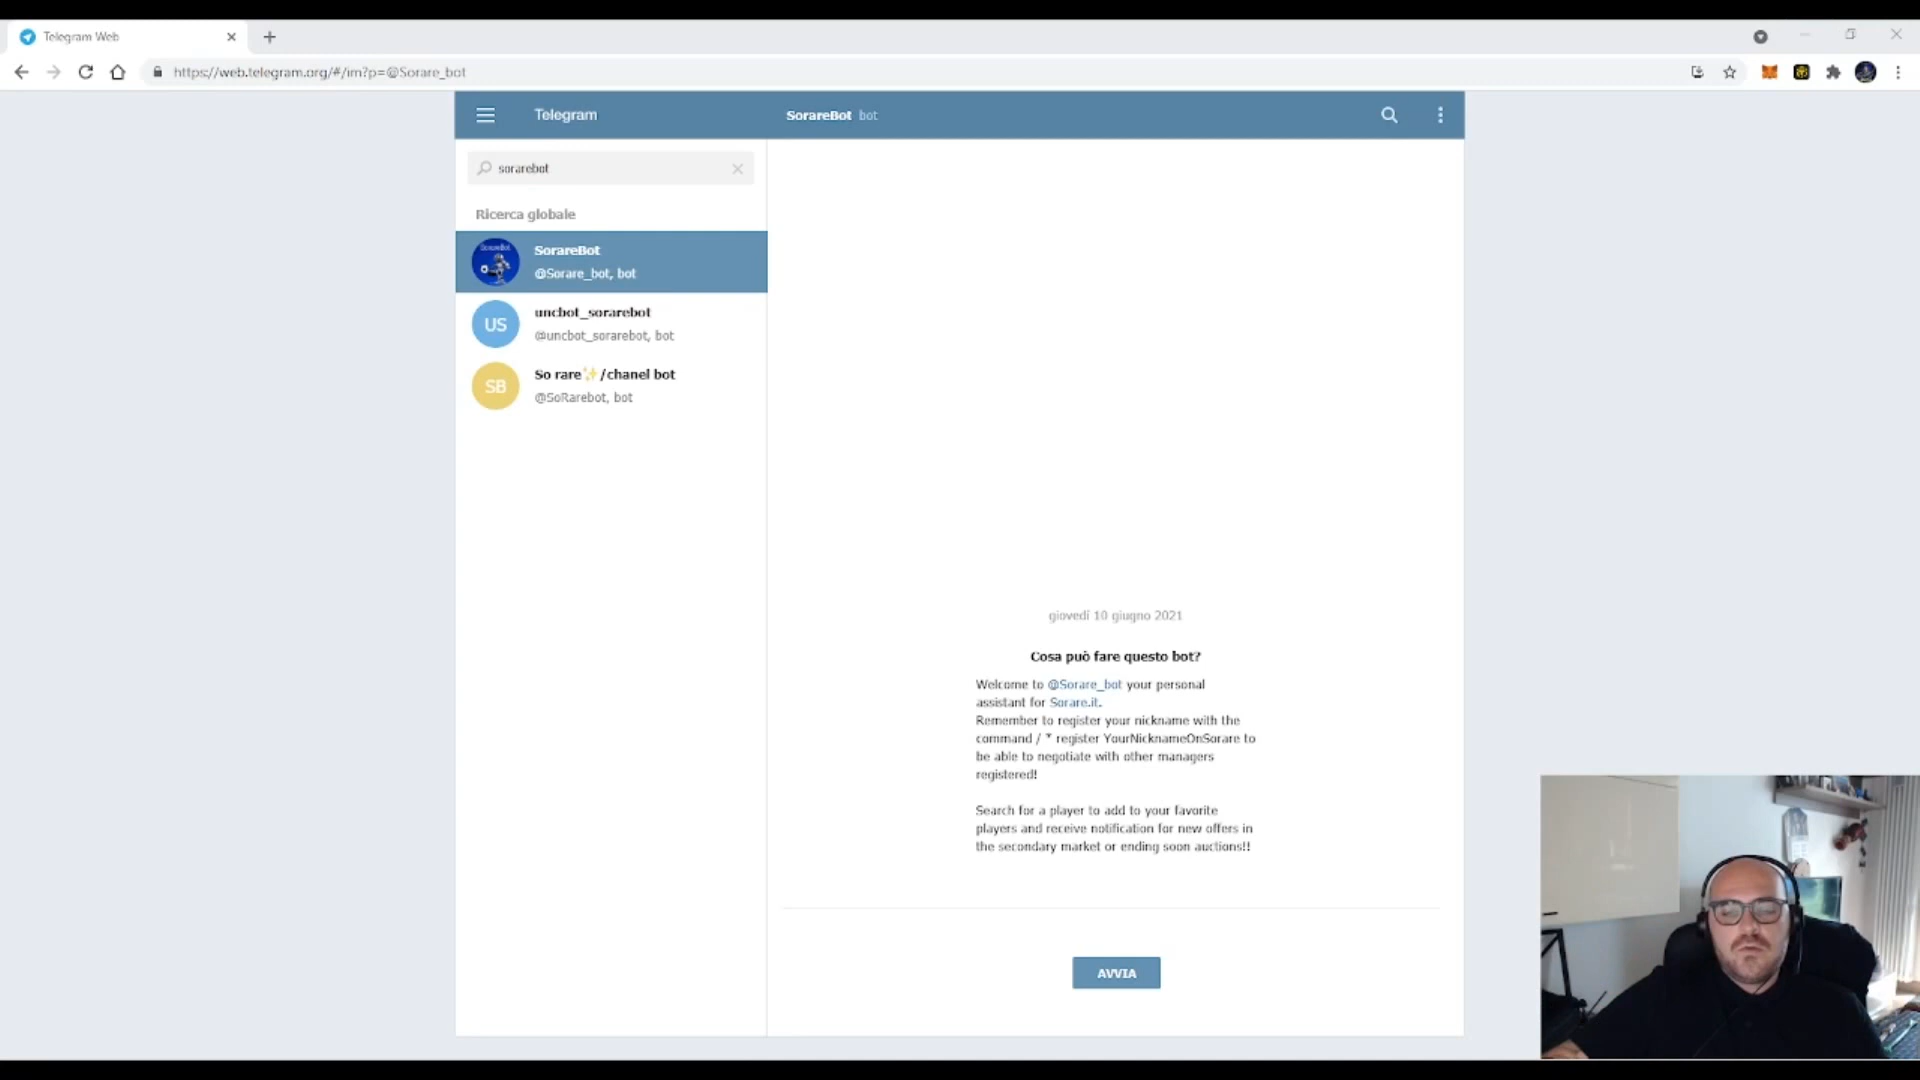 Telegram Web
https://web.telegram.org/#/im?p=@Sorare_bot
Telegram
SorareBot bot
sorarebot
Ricerca globale
SorareBot
@Sorare_bot, bot
US
uncbot_sorarebot
@uncbot_sorarebot, bot
SB
So rare✨/chanel bot
@SoRarebot, bot
giovedì 10 giugno 2021
Cosa può fare questo bot?
Welcome to @Sorare_bot your personal
assistant for Sorare.it.
Remember to register your nickname with the
command / * register YourNicknameOnSorare to
be able to negotiate with other managers
registered!
Search for a player to add to your favorite
players and receive notification for new offers in
the secondary market or ending soon auctions!!
AVVIA